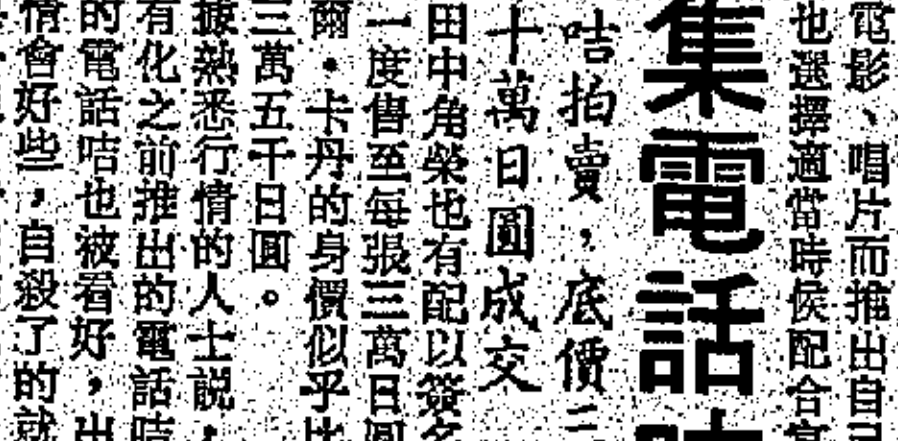 電影、唱片而推出自己
也選擇適當時候配合
集電話
咭拍賣，底價三
十萬日圓成交
田中角榮也有配以簽名
一度售至每張三萬日圓
爾．卡丹的身價似乎比
三萬五千日圓。
據熟悉行情的人士說，
有化之前推出的電話咭
的電話咭也被看好，出
情會好些，自殺了的就